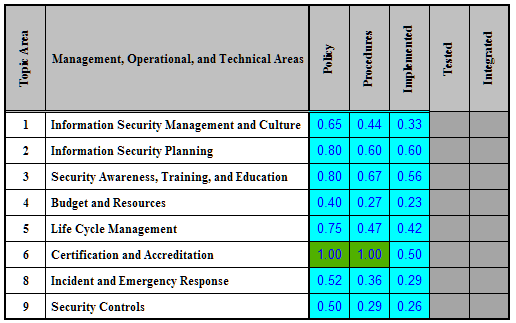 Topic Area Management, Operational, and Technical Areas Policy Procedures Implemented Tested Integrated
1 Information Security Management and Culture 0.65 0.44 0.33
2 Information Security Planning 0.80 0.60 0.60
3 Security Awareness, Training, and Education 0.80 0.67 0.56
4 Budget and Resources 0.40 0.27 0.23
5 Life Cycle Management 0.75 0.47 0.42
6 Certification and Accreditation 1.00 1.00 0.50
8 Incident and Emergency Response 0.52 0.36 0.29
9 Security Controls 0.50 0.29 0.26